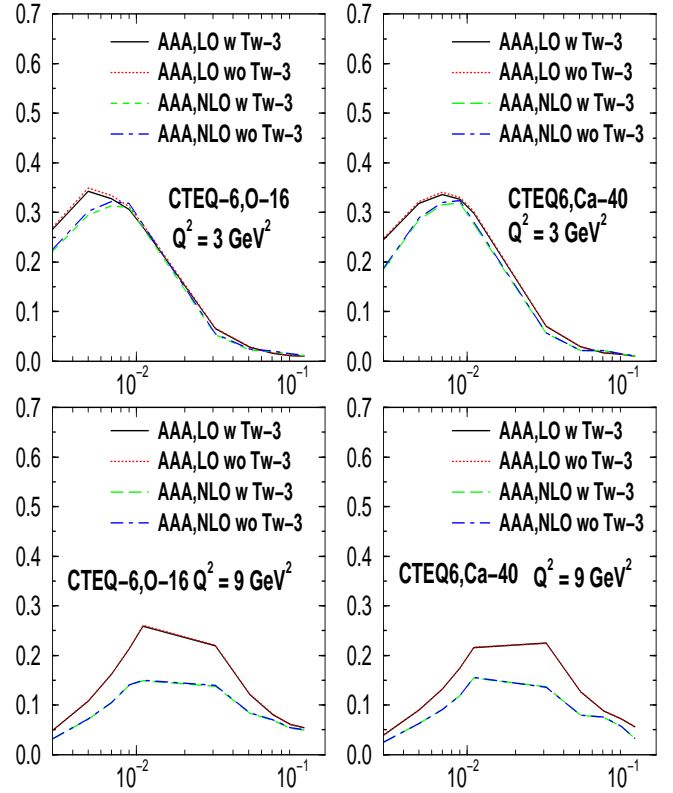 0.7
0.6
0.5
0.4
0.3
0.2
0.1
0.0
AAA,LO w Tw−3
AAA,LO wo Tw−3
AAA,NLO w Tw−3
AAA,NLO wo Tw−3
CTEQ−6,O−16
Q² = 3 GeV²
10⁻² 10⁻¹
0.7
0.6
0.5
0.4
0.3
0.2
0.1
0.0
AAA,LO w Tw−3
AAA,LO wo Tw−3
AAA,NLO w Tw−3
AAA,NLO wo Tw−3
CTEQ6,Ca−40
Q² = 3 GeV²
10⁻² 10⁻¹
0.7
0.6
0.5
0.4
0.3
0.2
0.1
0.0
AAA,LO w Tw−3
AAA,LO wo Tw−3
AAA,NLO w Tw−3
AAA,NLO wo Tw−3
CTEQ−6,O−16 Q² = 9 GeV²
10⁻² 10⁻¹
0.7
0.6
0.5
0.4
0.3
0.2
0.1
0.0
AAA,LO w Tw−3
AAA,LO wo Tw−3
AAA,NLO w Tw−3
AAA,NLO wo Tw−3
CTEQ6,Ca−40 Q² = 9 GeV²
10⁻² 10⁻¹